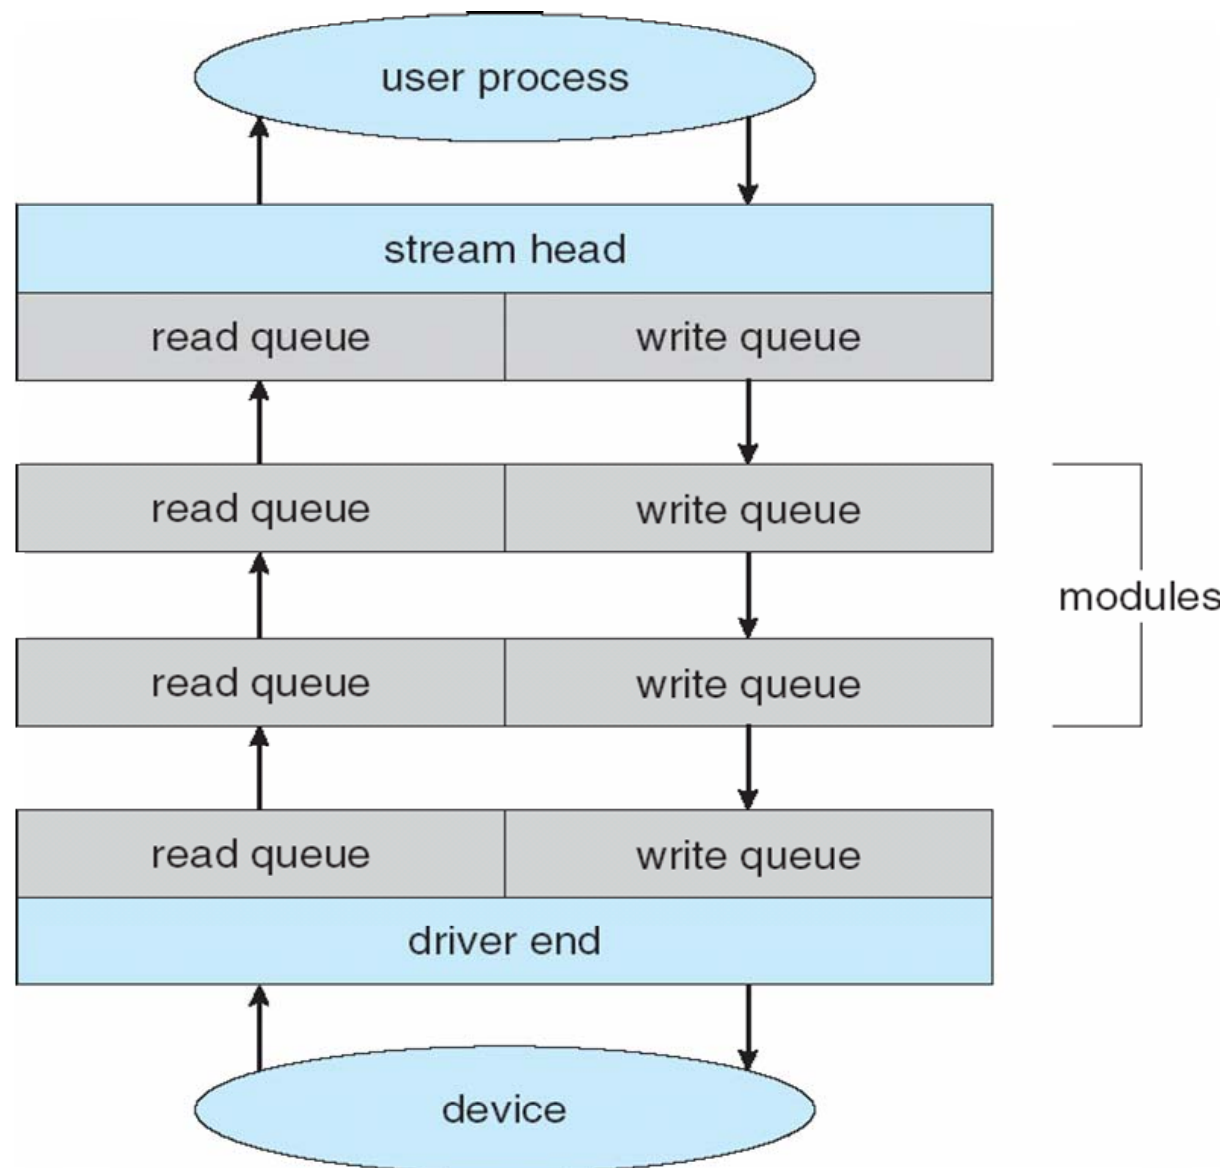 user process
stream head
read queue
write queue
read queue
write queue
modules
read queue
write queue
read queue
write queue
driver end
device